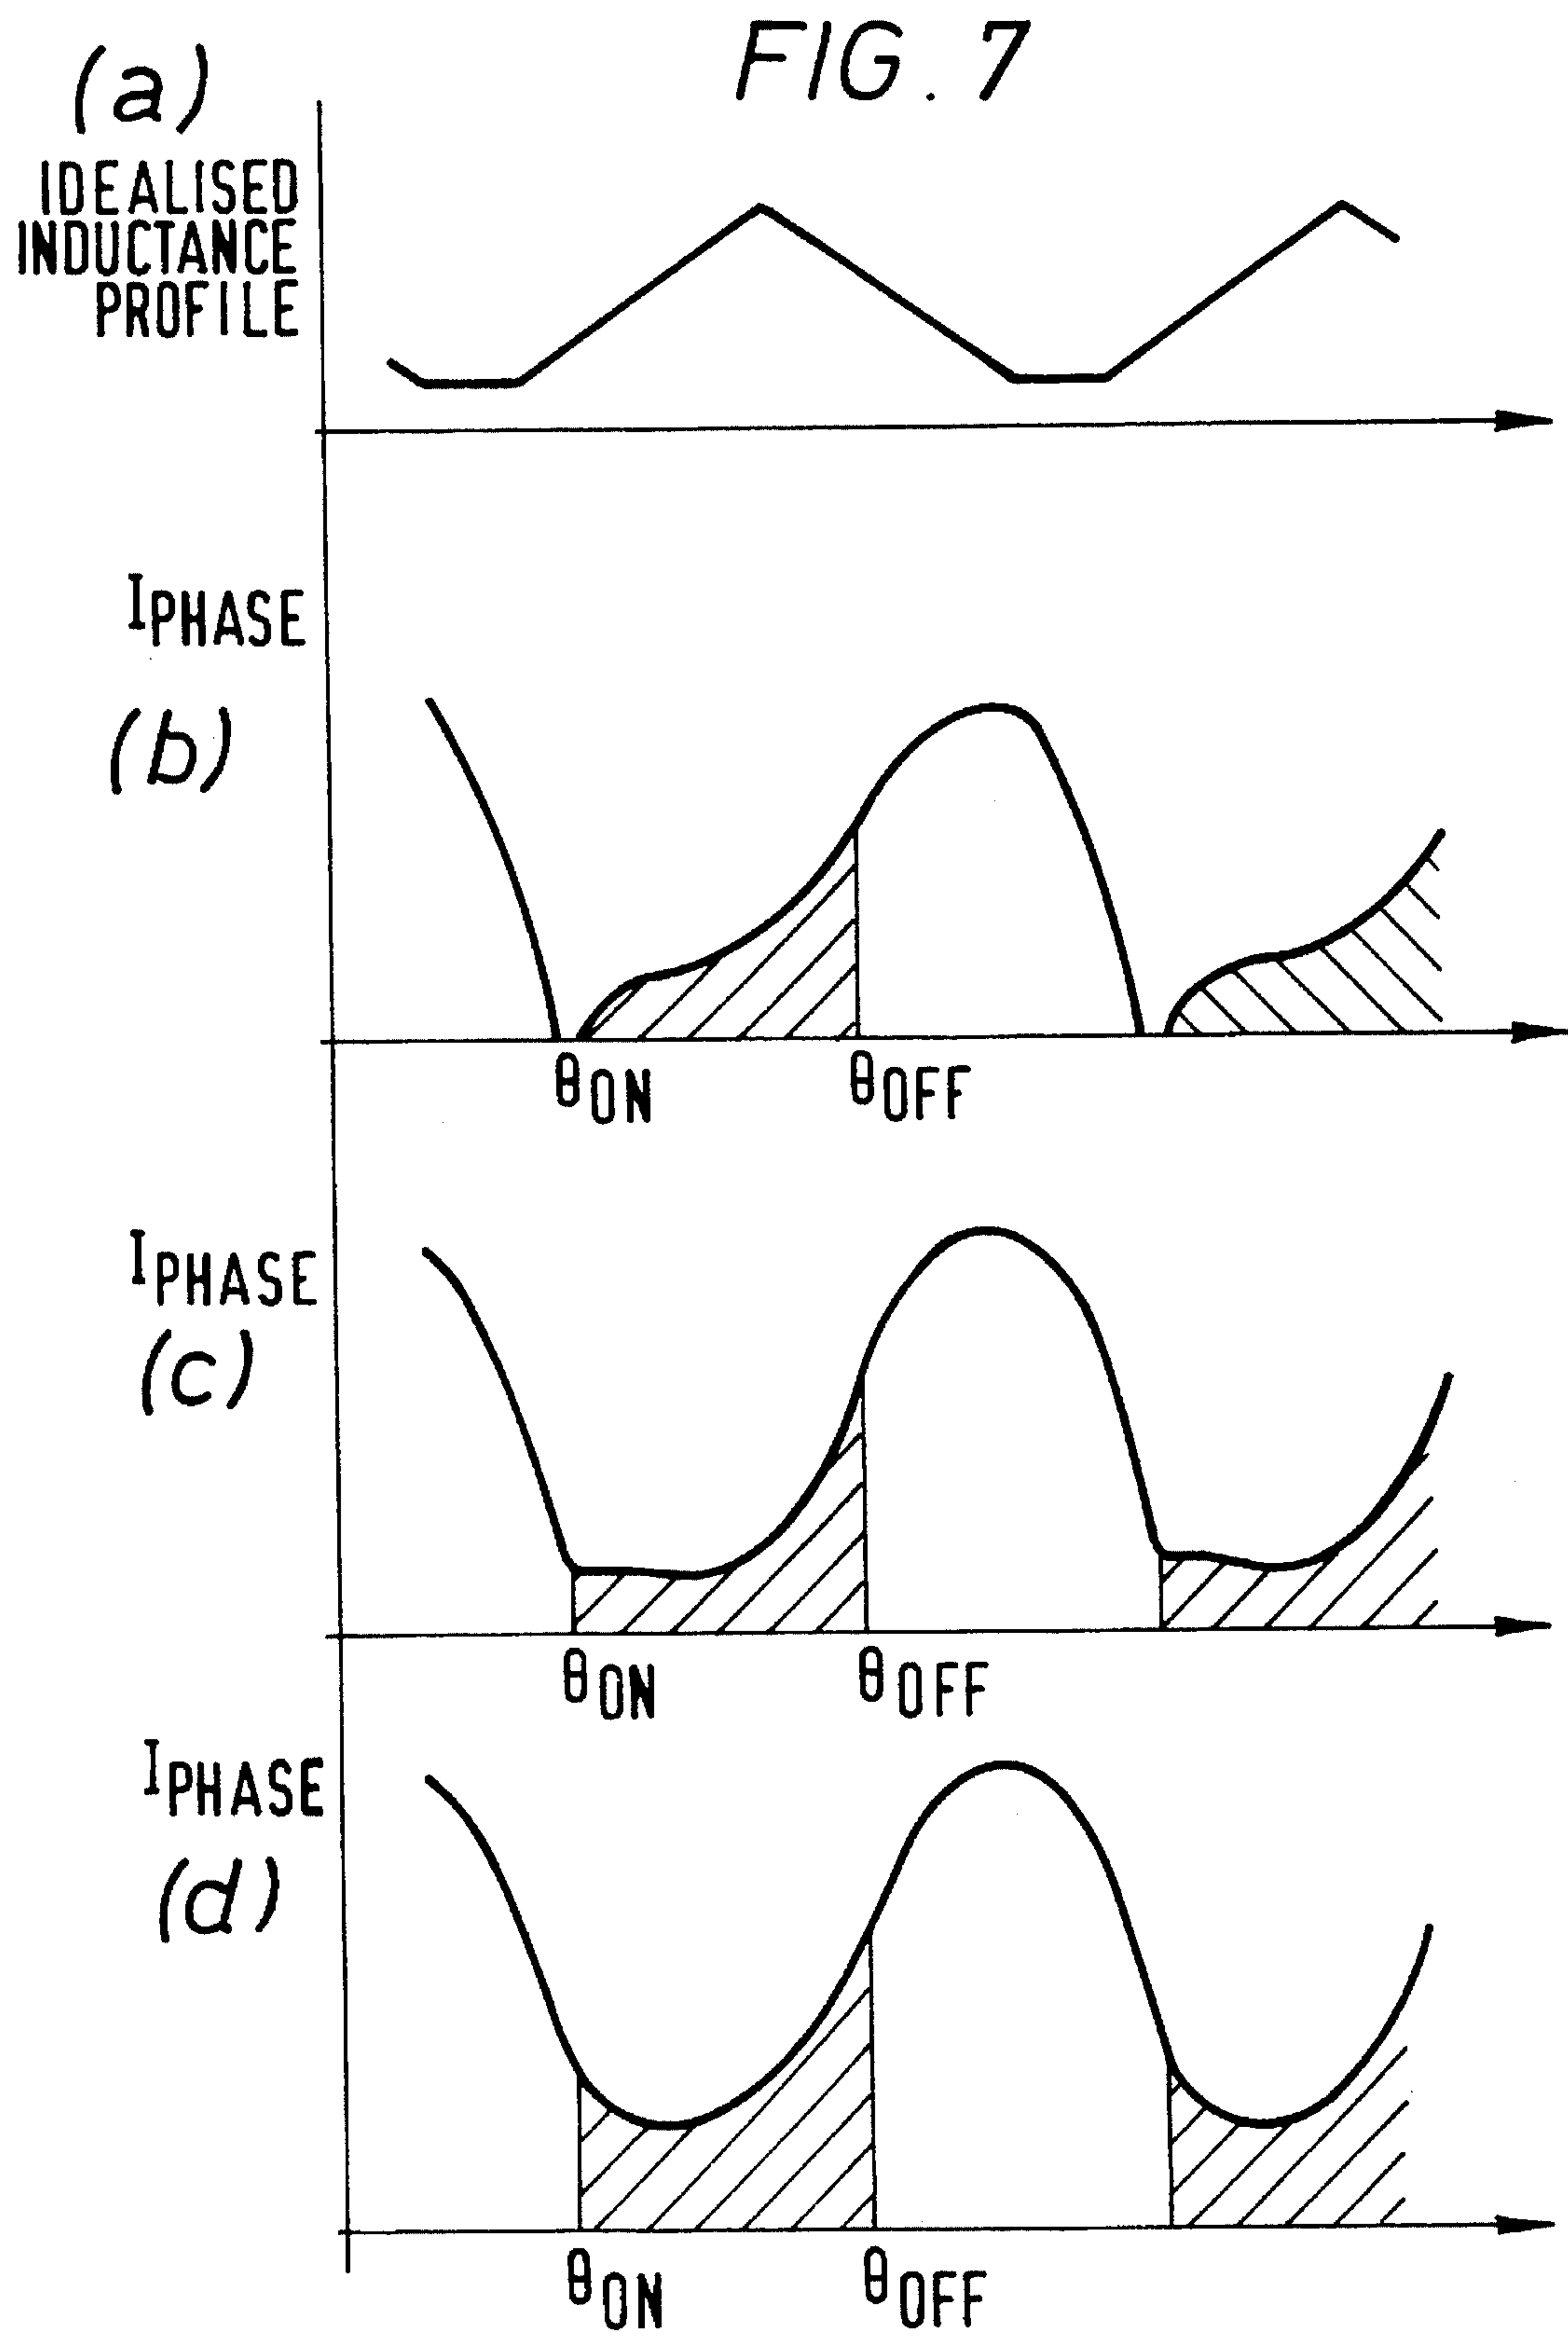 FIG. 7
(a)
IDEALISED
INDUCTANCE
PROFILE
IPHASE
(b)
θON
θOFF
IPHASE
(c)
θON
θOFF
IPHASE
(d)
θON
θOFF